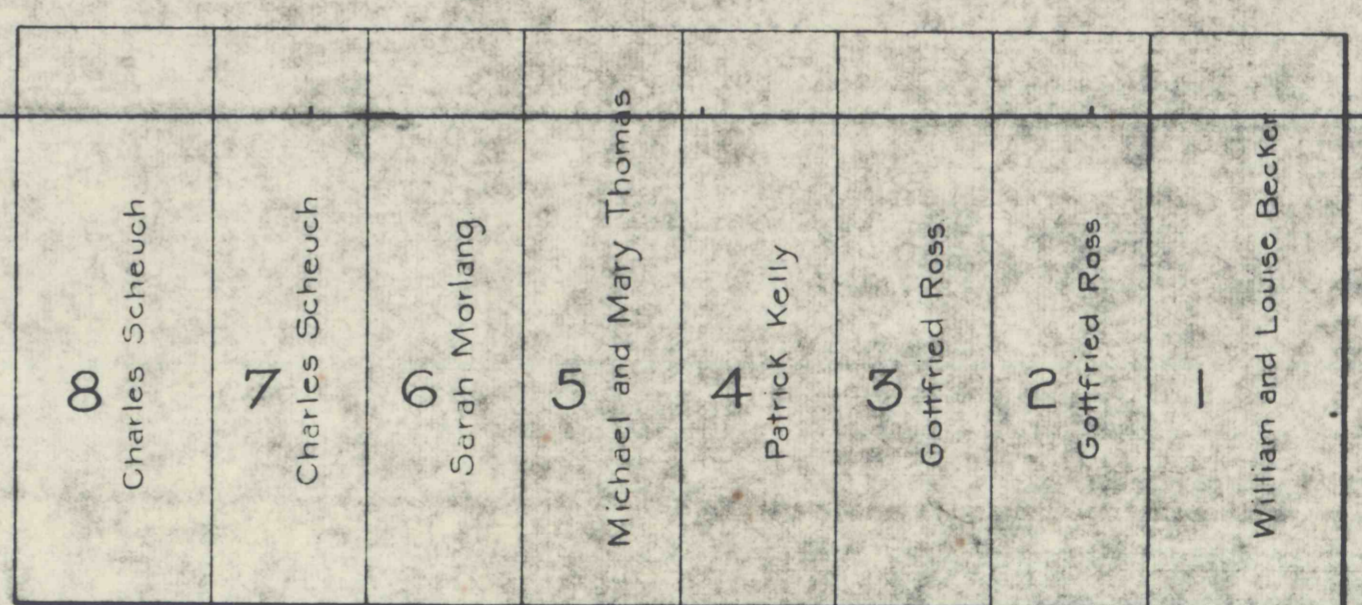 8
Charles Scheuch
7
Charles Scheuch
6
Sarah Morlang
5
Michael and Mary Thomas
4
Patrick Kelly
3
Gottfried Ross.
2
Gottfried Ross
1
William and Louise Becker